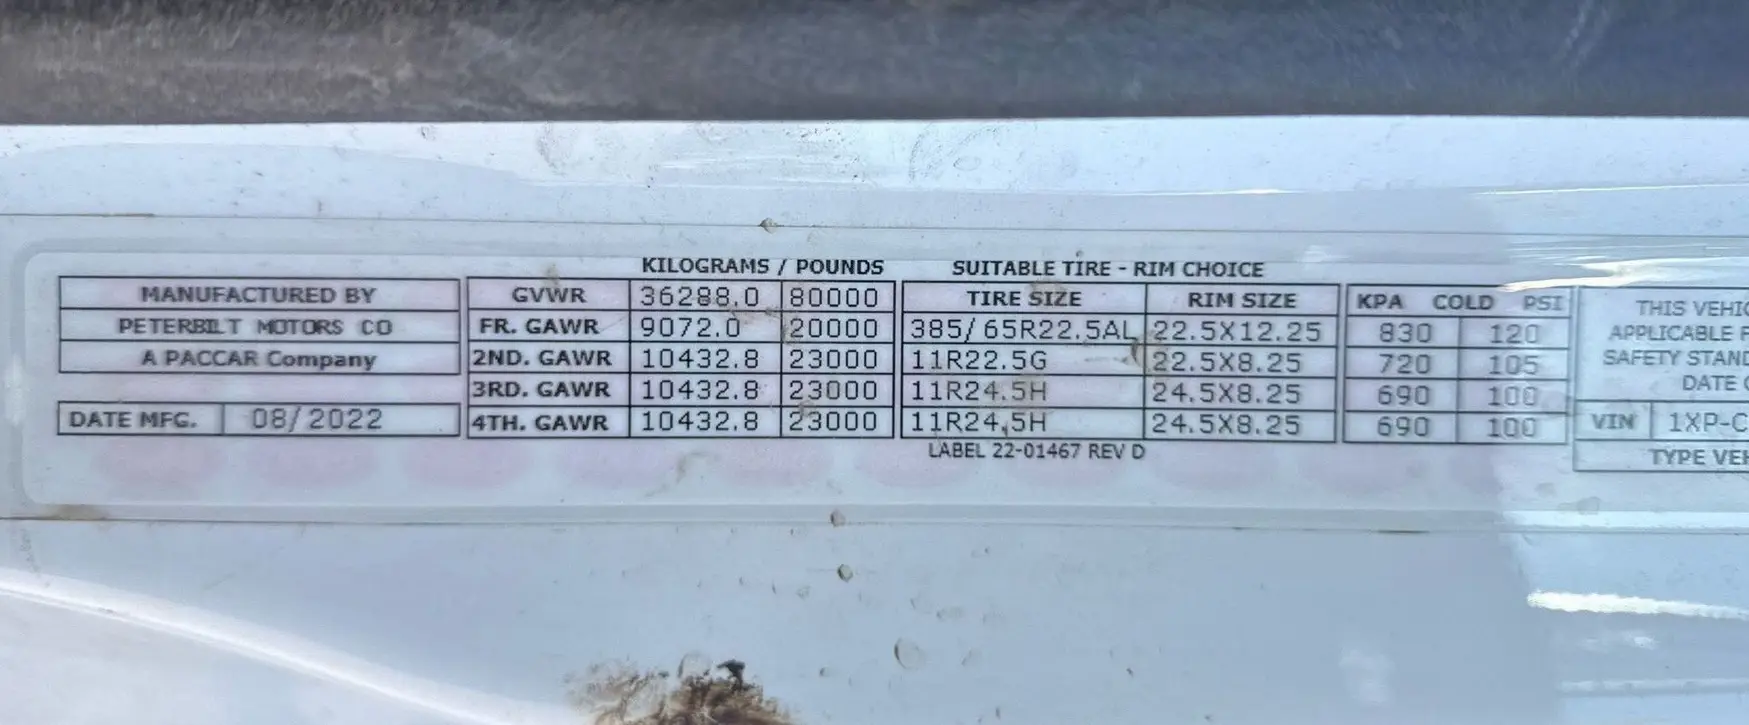 KILOGRAMS / POUNDS SUITABLE TIRE - RIM CHOICE
MANUFACTURED BY GVWR 36288.0 80000 TIRE SIZE RIM SIZE KPA COLD PSI THIS VEHIC
PETERBILT MOTORS CO FR. GAWR 9072.0 20000 385/65R22.5AL 22.5X12.25 830 120 APPLICABLE F
A PACCAR Company 2ND. GAWR 10432.8 23000 11R22.5G 22.5X8.25 720 105 SAFETY STAND
3RD. GAWR 10432.8 23000 11R24.5H 24.5X8.25 690 100 DATE
DATE MFG. 08/2022 4TH. GAWR 10432.8 23000 11R24.5H 24.5X8.25 690 100 VIN 1XP-C
LABEL 22-01467 REV D TYPE VEH